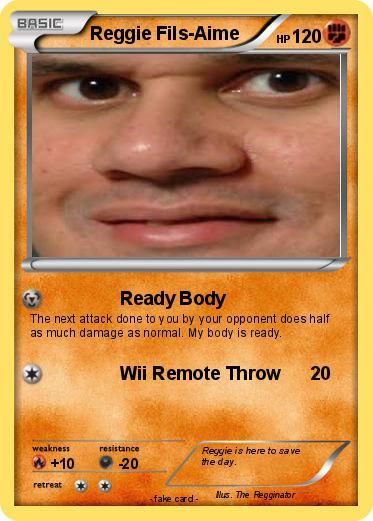 BASIC Reggie Fils-Aime HP 120
Ready Body
The next attack done to you by your opponent does half
as much damage as normal. My body is ready.
Wii Remote Throw 20
weakness resistance
+10 -20
retreat
Reggie is here to save
the day.
- fake card -
Illus. The Regginator